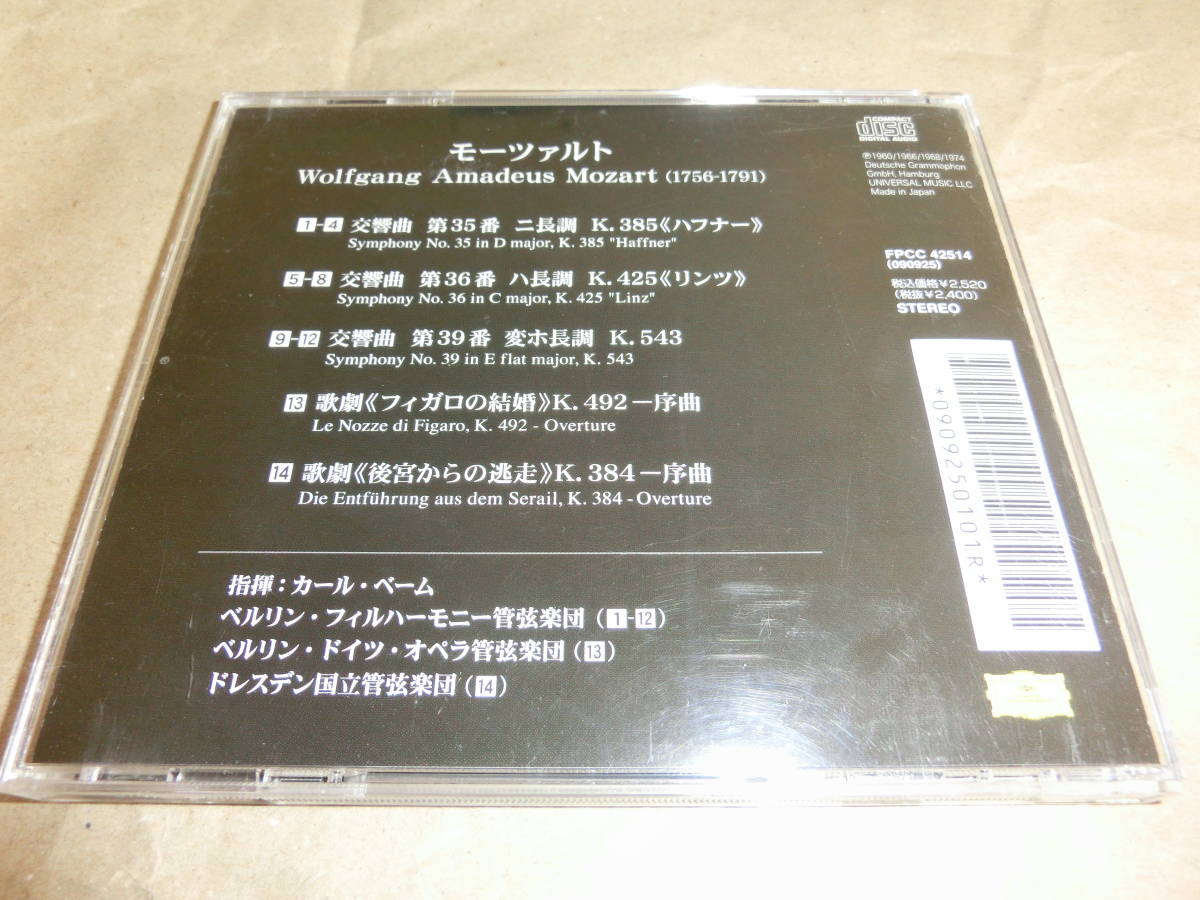 COMPACT
disc
DIGITAL AUDIO
モーツァルト
Wolfgang Amadeus Mozart (1756-1791)
1-4 交響曲 第35番 ニ長調 K. 385《ハフナー》
Symphony No. 35 in D major, K. 385 "Haffner"
5-8 交響曲 第36番 ハ長調 K. 425《リンツ》
Symphony No. 36 in C major, K. 425 "Linz"
9-12 交響曲 第39番 変ホ長調 K. 543
Symphony No. 39 in E flat major, K. 543
13 歌劇《フィガロの結婚》K. 492ー序曲
Le Nozze di Figaro, K. 492 - Overture
14 歌劇《後宮からの逃走》K. 384ー序曲
Die Entführung aus dem Serail, K. 384 - Overture
指揮：カール・ベーム
ベルリン・フィルハーモニー管弦楽団（1-12）
ベルリン・ドイツ・オペラ管弦楽団（13）
ドレスデン国立管弦楽団（14）
℗1960/1966/1968/1974
Deutsche Grammophon
GmbH, Hamburg
UNIVERSAL MUSIC LLC
Made in Japan
FPCC 42514
(090925)
税込価格¥2,520
(税抜¥2,400)
STEREO
*0909250101R*